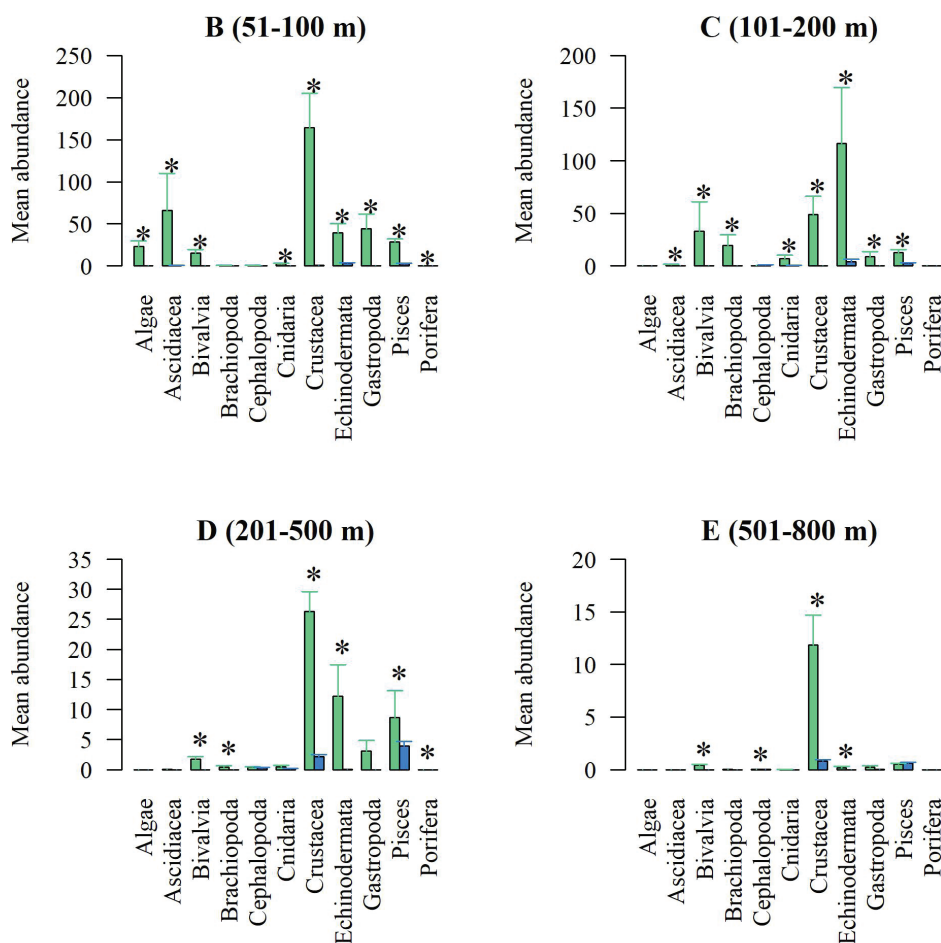 B (51-100 m)
Mean abundance
250
200
150
100
50
0
* * * * * * * * *
Algae
Ascidiacea
Bivalvia
Brachiopoda
Cephalopoda
Cnidaria
Crustacea
Echinodermata
Gastropoda
Pisces
Porifera
C (101-200 m)
Mean abundance
200
150
100
50
0
* * * * * * * *
Algae
Ascidiacea
Bivalvia
Brachiopoda
Cephalopoda
Cnidaria
Crustacea
Echinodermata
Gastropoda
Pisces
Porifera
D (201-500 m)
Mean abundance
35
30
25
20
15
10
5
0
* * * * * *
Algae
Ascidiacea
Bivalvia
Brachiopoda
Cephalopoda
Cnidaria
Crustacea
Echinodermata
Gastropoda
Pisces
Porifera
E (501-800 m)
Mean abundance
20
15
10
5
0
* * * *
Algae
Ascidiacea
Bivalvia
Brachiopoda
Cephalopoda
Cnidaria
Crustacea
Echinodermata
Gastropoda
Pisces
Porifera